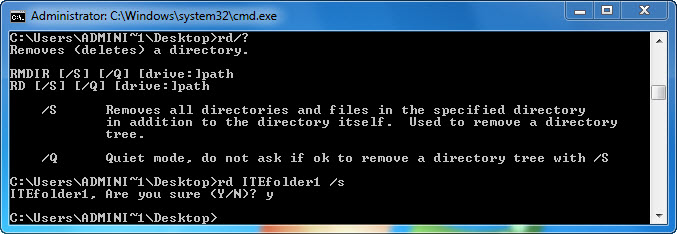 Administrator: C:\Windows\system32\cmd.exe
C:\Users\ADMINI~1\Desktop>rd/?
Removes (deletes) a directory.
RMDIR [/S] [/Q] [drive:]path
RD [/S] [/Q] [drive:]path
/S Removes all directories and files in the specified directory
in addition to the directory itself. Used to remove a directory
tree.
/Q Quiet mode, do not ask if ok to remove a directory tree with /S
C:\Users\ADMINI~1\Desktop>rd ITEfolder1 /s
ITEfolder1, Are you sure (Y/N)? y
C:\Users\ADMINI~1\Desktop>